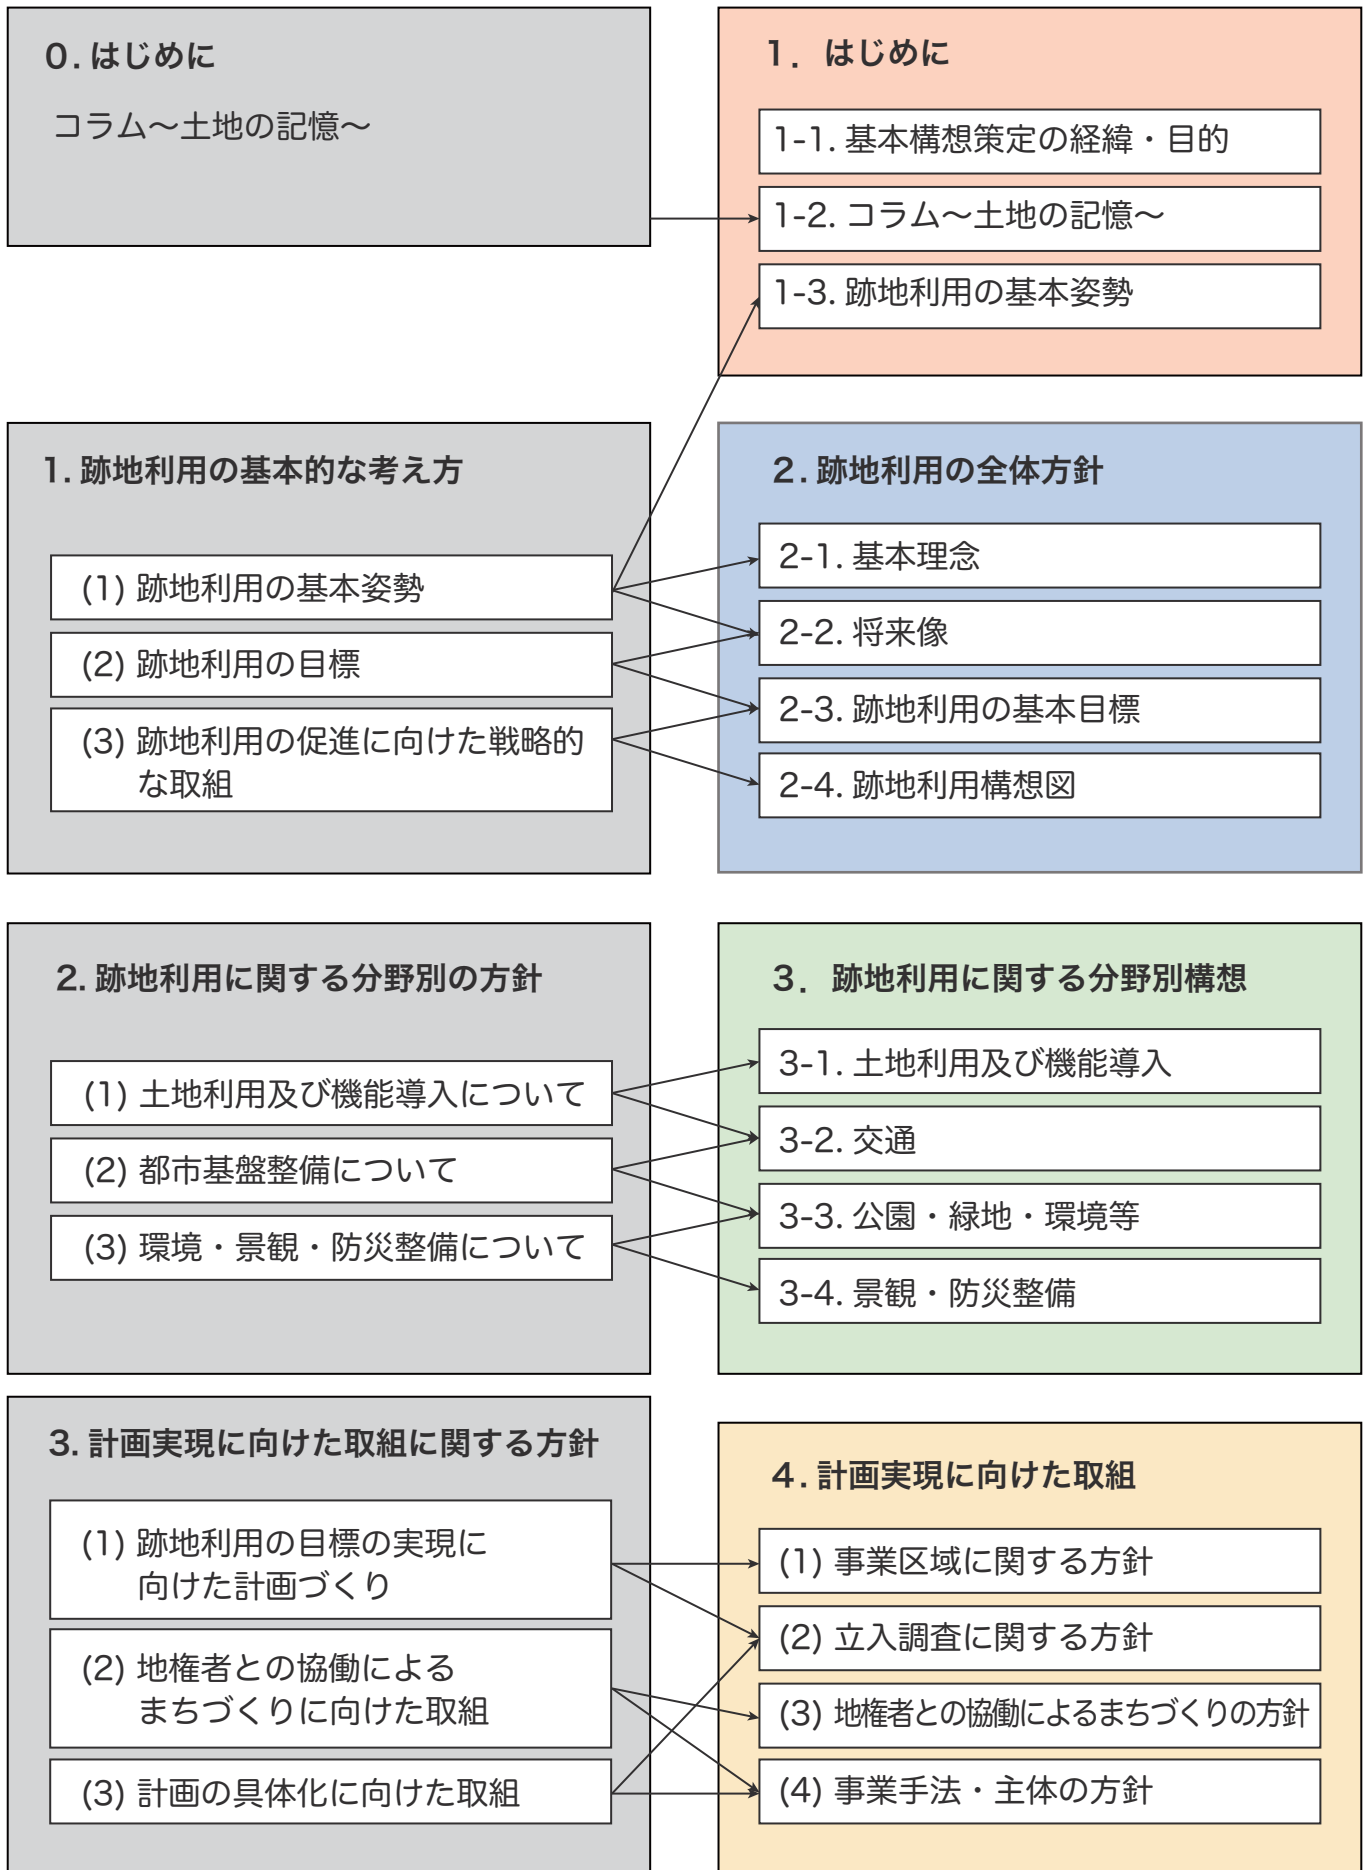 0. はじめに
コラム～土地の記憶～
1．はじめに
1-1. 基本構想策定の経緯・目的
1-2. コラム～土地の記憶～
1-3. 跡地利用の基本姿勢
1. 跡地利用の基本的な考え方
(1) 跡地利用の基本姿勢
(2) 跡地利用の目標
(3) 跡地利用の促進に向けた戦略的
な取組
2. 跡地利用の全体方針
2-1. 基本理念
2-2. 将来像
2-3. 跡地利用の基本目標
2-4. 跡地利用構想図
2. 跡地利用に関する分野別の方針
(1) 土地利用及び機能導入について
(2) 都市基盤整備について
(3) 環境・景観・防災整備について
3．跡地利用に関する分野別構想
3-1. 土地利用及び機能導入
3-2. 交通
3-3. 公園・緑地・環境等
3-4. 景観・防災整備
3. 計画実現に向けた取組に関する方針
(1) 跡地利用の目標の実現に
向けた計画づくり
(2) 地権者との協働による
まちづくりに向けた取組
(3) 計画の具体化に向けた取組
4. 計画実現に向けた取組
(1) 事業区域に関する方針
(2) 立入調査に関する方針
(3) 地権者との協働によるまちづくりの方針
(4) 事業手法・主体の方針